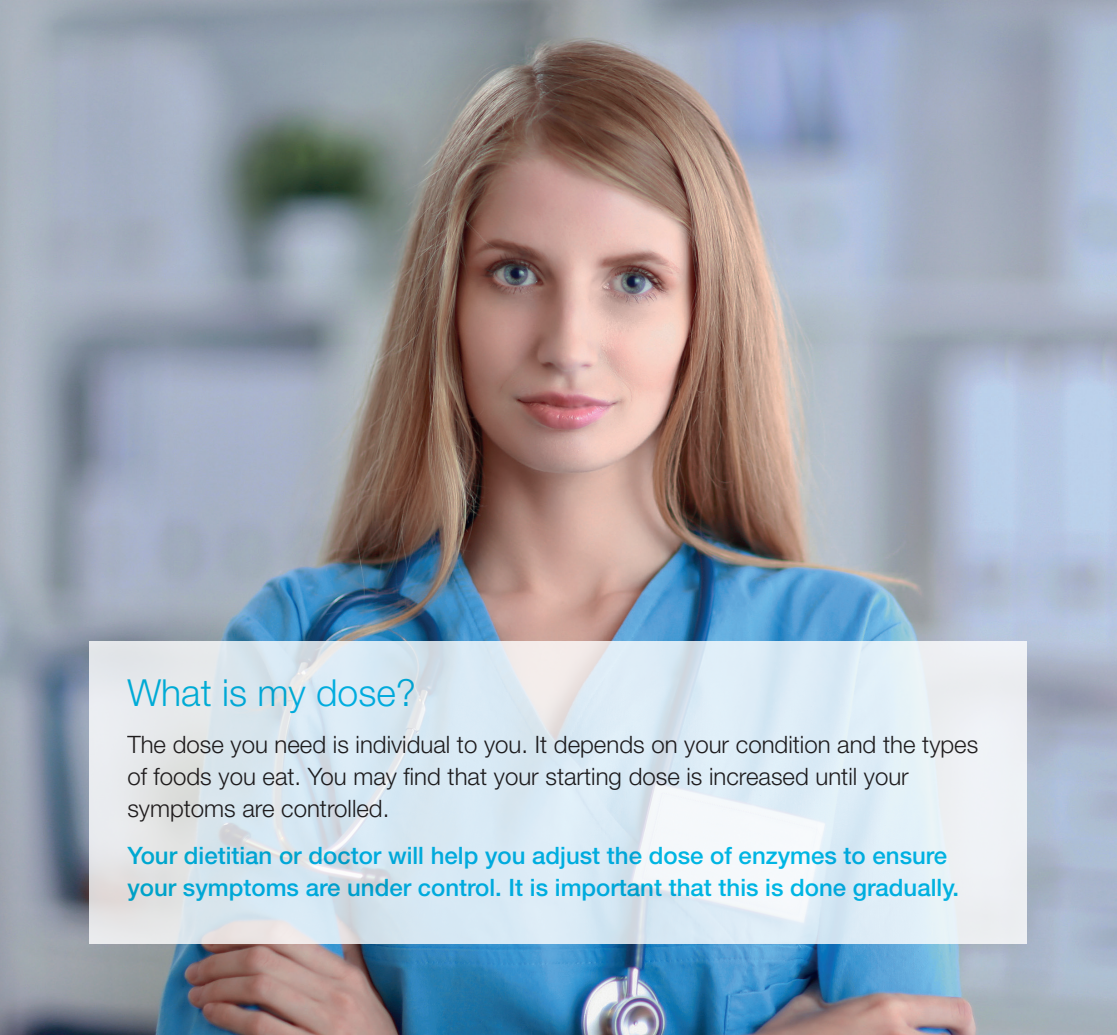 What is my dose?
The dose you need is individual to you. It depends on your condition and the types
of foods you eat. You may find that your starting dose is increased until your
symptoms are controlled.
Your dietitian or doctor will help you adjust the dose of enzymes to ensure
your symptoms are under control. It is important that this is done gradually.